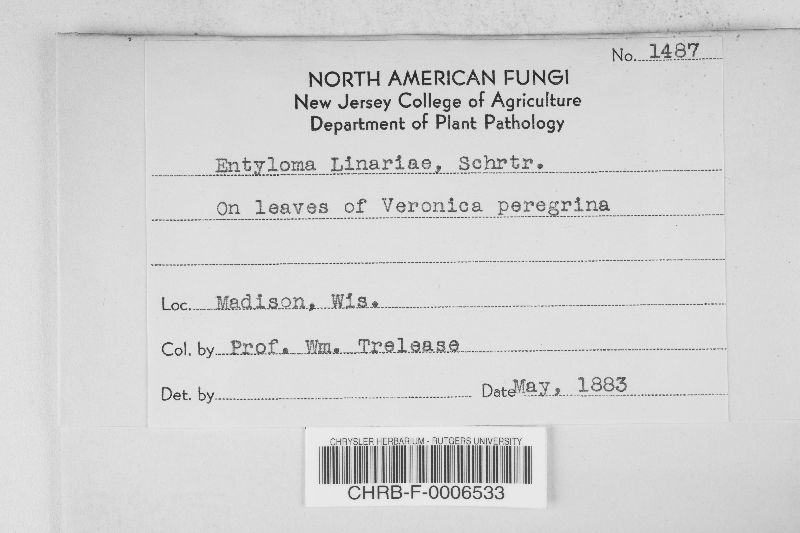 No. 1487
NORTH AMERICAN FUNGI
New Jersey College of Agriculture
Department of Plant Pathology
Entyloma Linariae, Schrtr.
On leaves of Veronica peregrina
Loc. Madison, Wis.
Col. by Prof. Wm. Trelease
Det. by
Date May, 1883
CHRYSLER HERBARIUM - RUTGERS UNIVERSITY
CHRB-F-0006533